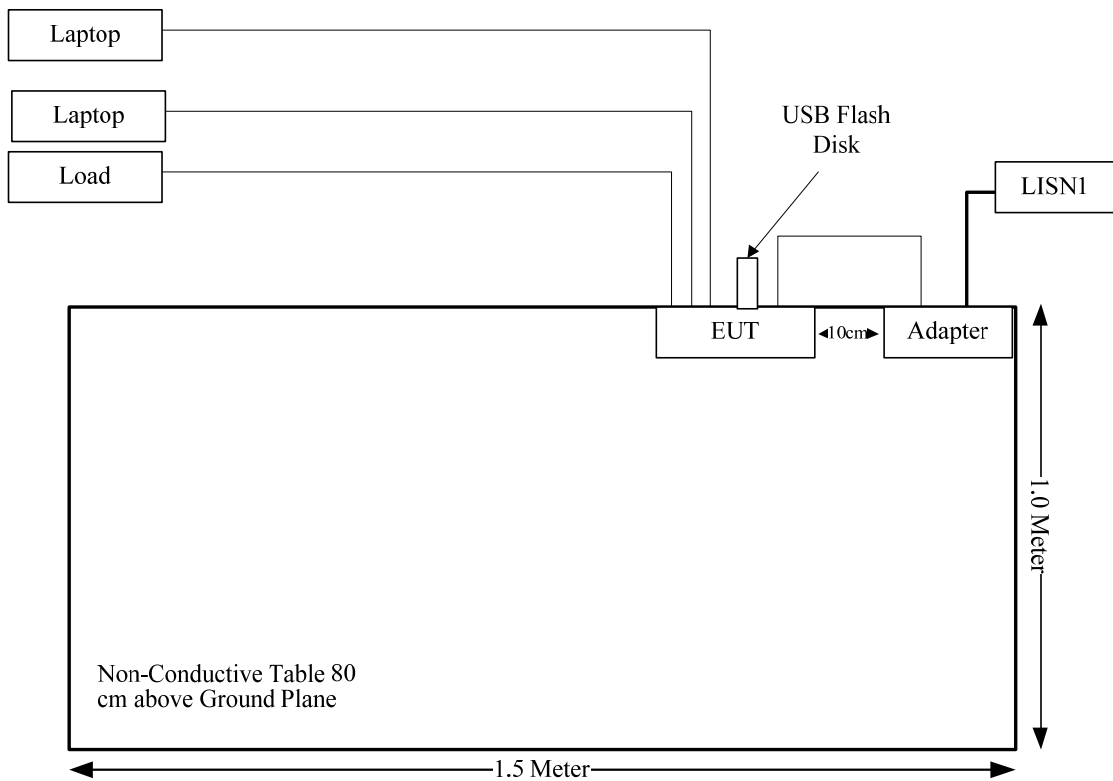 Laptop
Laptop
Load
USB Flash
Disk
LISN1
EUT
10cm
Adapter
1.0 Meter
Non-Conductive Table 80
cm above Ground Plane
1.5 Meter